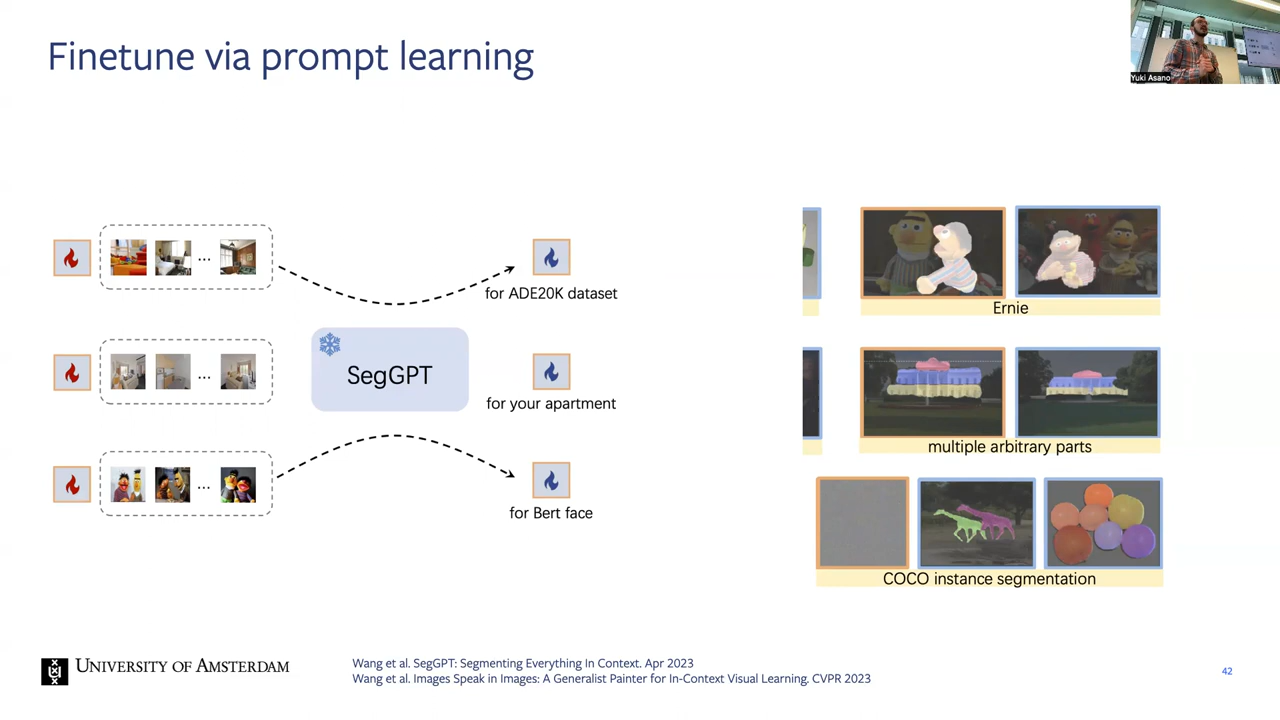 Finetune via prompt learning
Yuki Asano
for ADE20K dataset
SegGPT
for your apartment
for Bert face
Ernie
multiple arbitrary parts
COCO instance segmentation
UNIVERSITY OF AMSTERDAM
Wang et al. SegGPT: Segmenting Everything In Context. Apr 2023
Wang et al. Images Speak in Images: A Generalist Painter for In-Context Visual Learning. CVPR 2023
42